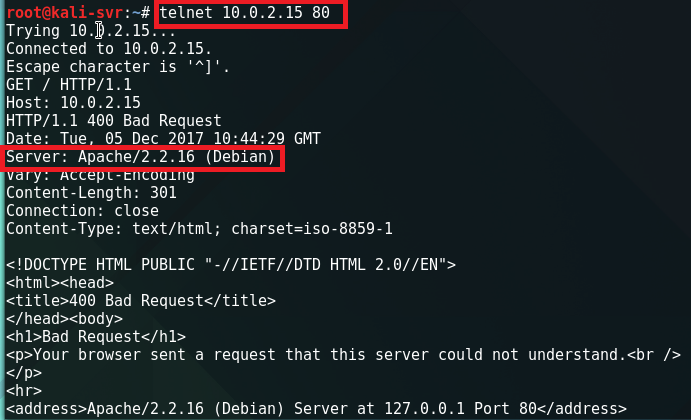 root@kali-svr:~# telnet 10.0.2.15 80
Trying 10.0.2.15...
Connected to 10.0.2.15.
Escape character is '^]'.
GET / HTTP/1.1
Host: 10.0.2.15
HTTP/1.1 400 Bad Request
Date: Tue, 05 Dec 2017 10:44:29 GMT
Server: Apache/2.2.16 (Debian)
Vary: Accept-Encoding
Content-Length: 301
Connection: close
Content-Type: text/html; charset=iso-8859-1
<!DOCTYPE HTML PUBLIC "-//IETF//DTD HTML 2.0//EN">
<html><head>
<title>400 Bad Request</title>
</head><body>
<h1>Bad Request</h1>
<p>Your browser sent a request that this server could not understand.<br />
</p>
<hr>
<address>Apache/2.2.16 (Debian) Server at 127.0.0.1 Port 80</address>